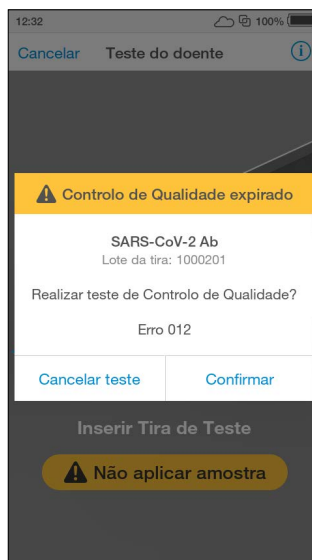 12:32 100%
Cancelar Teste do doente i
Controlo de Qualidade expirado
SARS-CoV-2 Ab
Lote da tira: 1000201
Realizar teste de Controlo de Qualidade?
Erro 012
Cancelar teste Confirmar
Inserir Tira de Teste
Não aplicar amostra